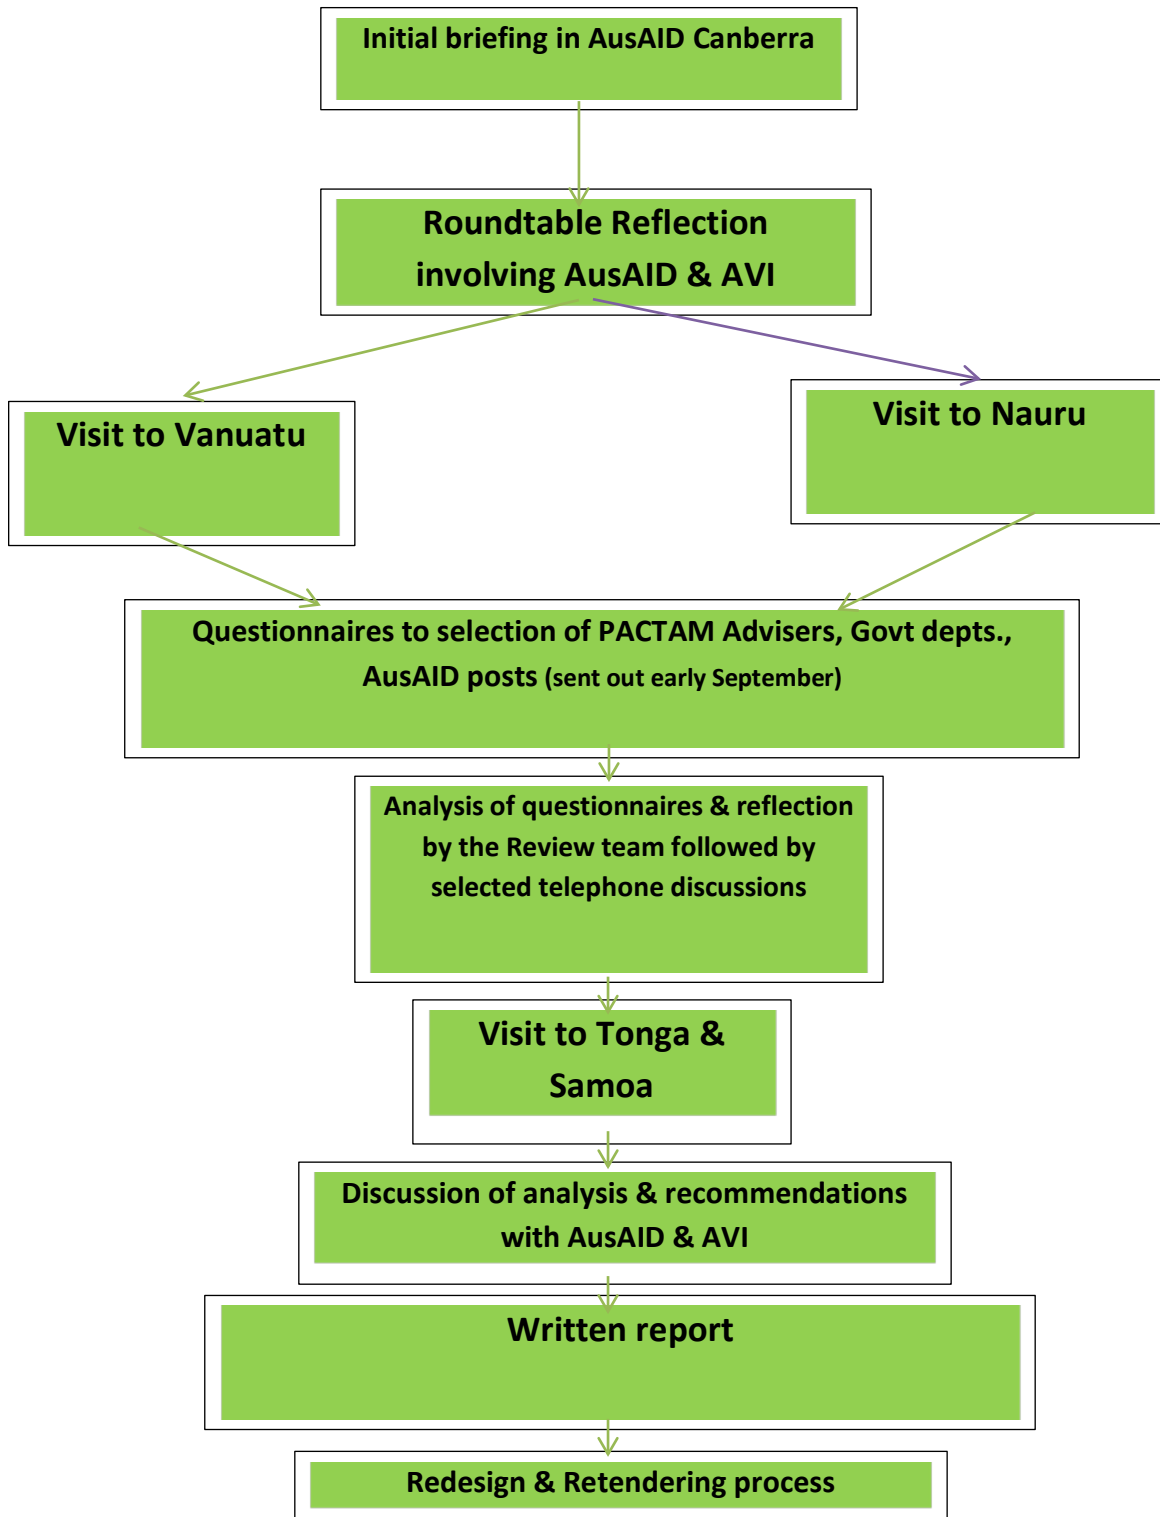 Initial briefing in AusAID Canberra
Roundtable Reflection
involving AusAID & AVI
Visit to Vanuatu
Visit to Nauru
Questionnaires to selection of PACTAM Advisers, Govt depts.,
AusAID posts (sent out early September)
Analysis of questionnaires & reflection
by the Review team followed by
selected telephone discussions
Visit to Tonga &
Samoa
Discussion of analysis & recommendations
with AusAID & AVI
Written report
Redesign & Retendering process